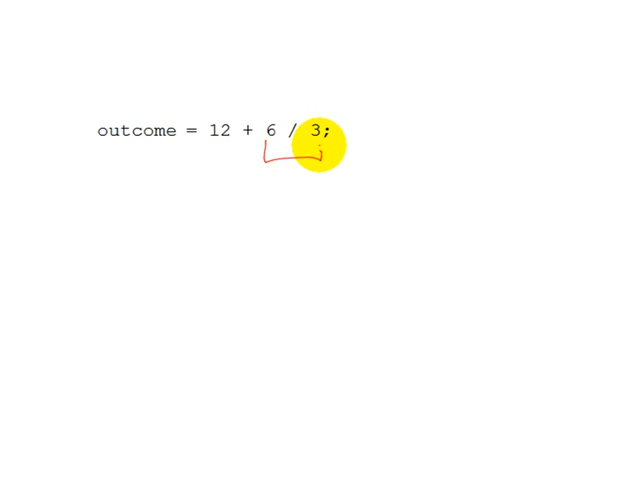 outcome = 12 + 6 / 3;